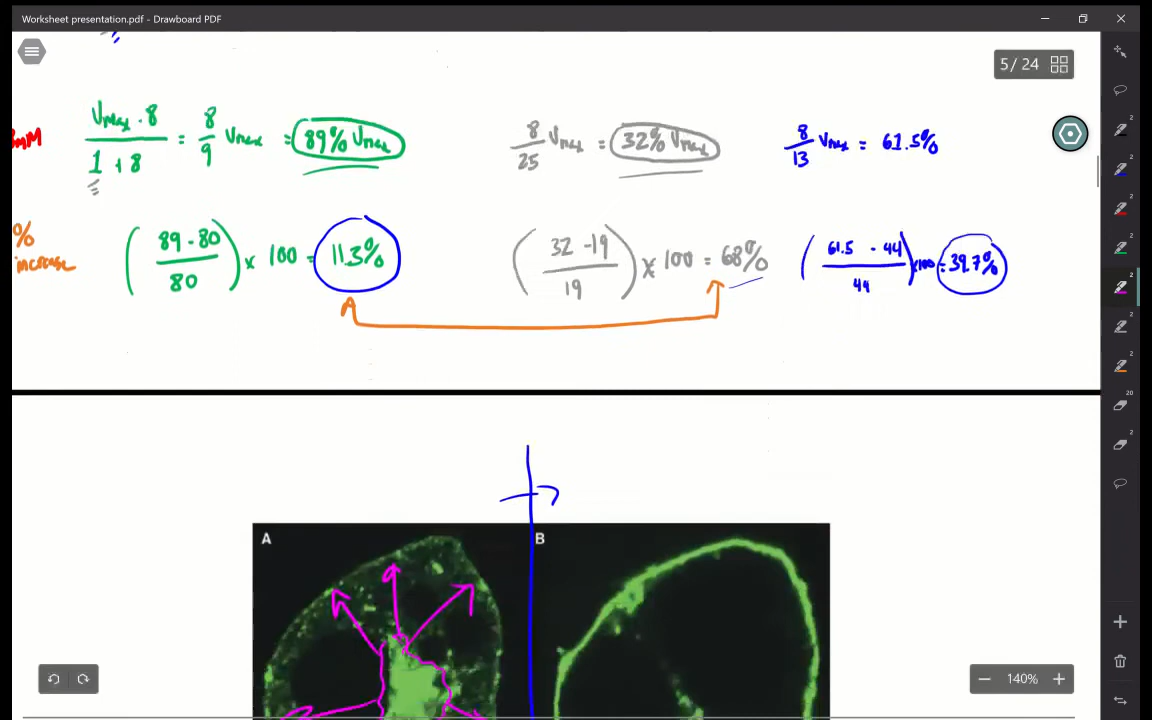 Worksheet presentation.pdf - Drawboard PDF
5 / 24
mM
Vmax . 8 / 1 + 8 = 8/9 Vmax = 89% Vmax
8/25 Vmax = 32% Vmax
8/13 Vmax = 61.5%
% increase
(89 - 80 / 80) x 100 = 11.3%
(32 - 19 / 19) x 100 = 68%
(61.5 - 44 / 44) x100 = 39.7%
A
B
140%